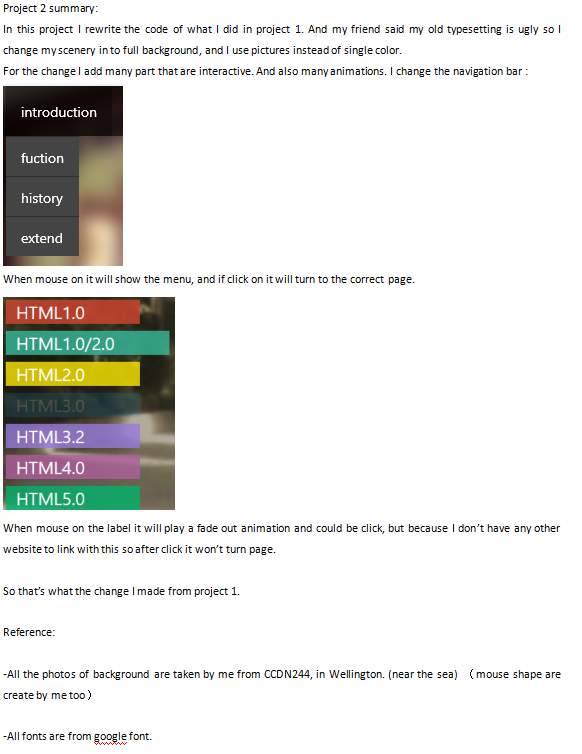 Project 2 summary:
In this project I rewrite the code of what I did in project 1. And my friend said my old typesetting is ugly so I
change my scenery in to full background, and I use pictures instead of single color.
For the change I add many part that are interactive. And also many animations. I change the navigation bar :
introduction
fuction
history
extend
When mouse on it will show the menu, and if click on it will turn to the correct page.
HTML1.0
HTML1.0/2.0
HTML2.0
HTML3.0
HTML3.2
HTML4.0
HTML5.0
When mouse on the label it will play a fade out animation and could be click, but because I don't have any other
website to link with this so after click it won't turn page.
So that's what the change I made from project 1.
Reference:
-All the photos of background are taken by me from CCDN244, in Wellington. (near the sea) （mouse shape are
create by me too）
-All fonts are from google font.